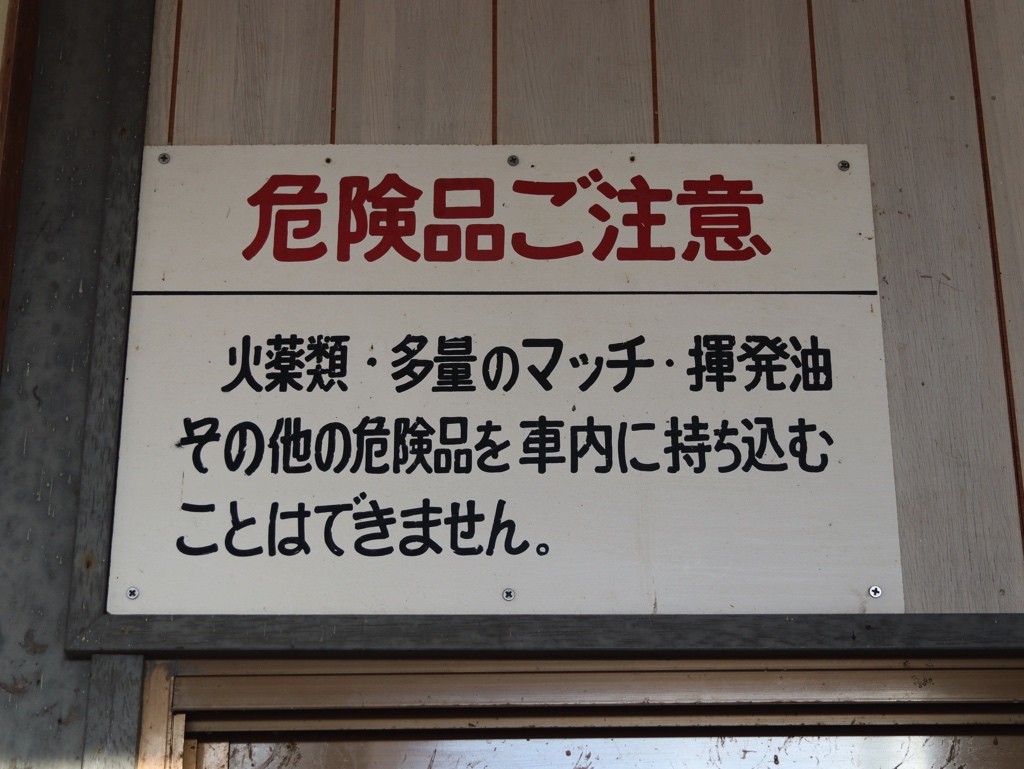 危険品ご注意
火薬類・多量のマッチ・揮発油
その他の危険品を車内に持ち込む
ことはできません。